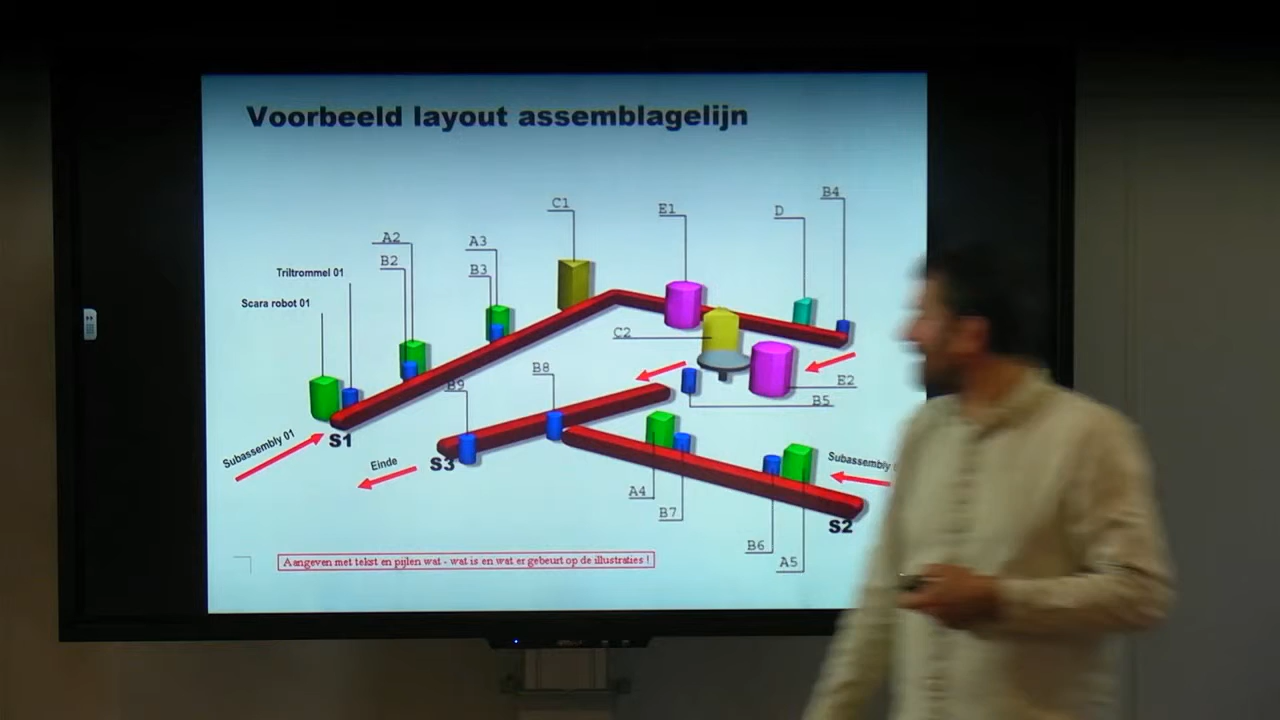 Voorbeeld layout assemblagelijn
B4
C1
E1
D
A2
A3
B2
B3
Triltrommel 01
Scara robot 01
C2
B8
E2
B9
B5
Subassembly 01
S1
Einde
S3
Subassembly
A4
B7
S2
B6
A5
Aangeven met tekst en pijlen wat - wat is en wat er gebeurt op de illustraties !